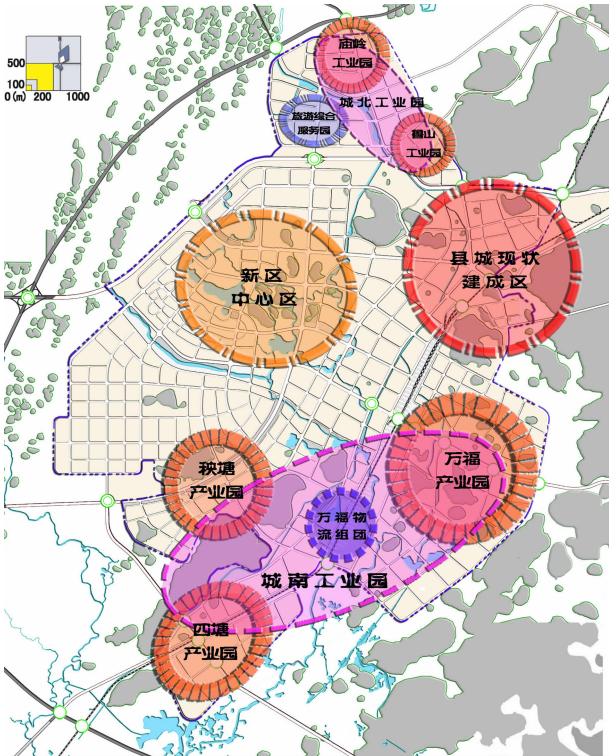 500
0 (m) 200 1000
庙岭
工业园
城北工业园
旅游综合
服务园
工业园
县城现状
建成区
新区
中心区
秧塘
产业园
万福
产业园
万福物
流组团
城南工业园
四塘
产业园